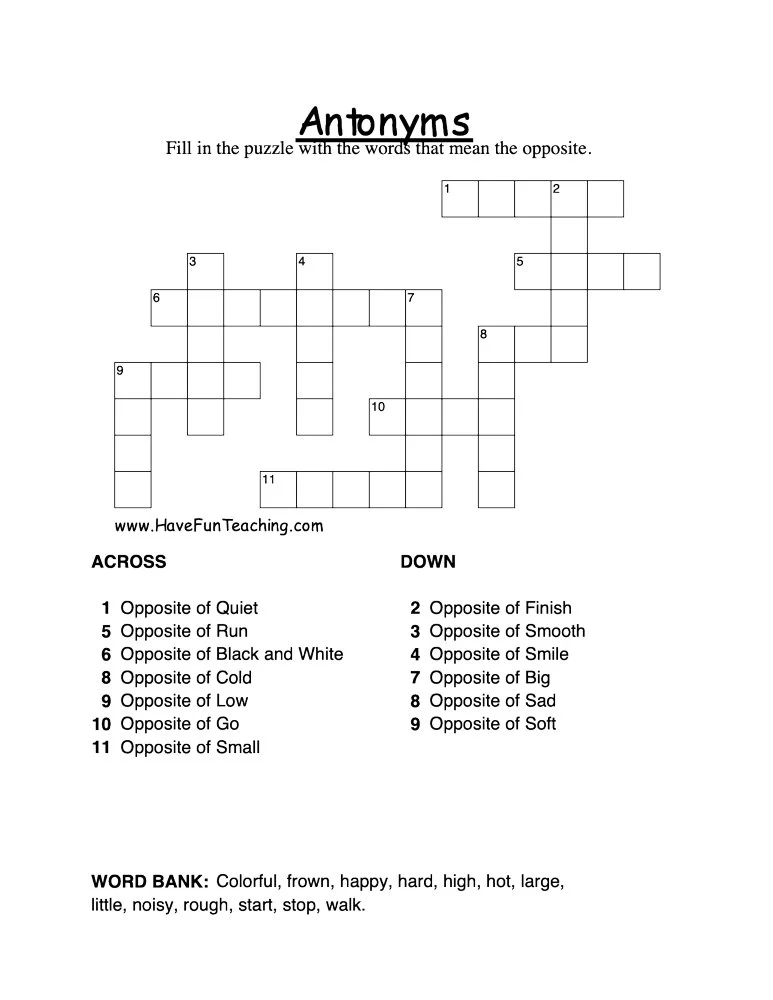 Antonyms
Fill in the puzzle with the words that mean the opposite.
1 2
3 4 5
6 7
8
9
10
11
www.HaveFunTeaching.com
ACROSS
1 Opposite of Quiet
5 Opposite of Run
6 Opposite of Black and White
8 Opposite of Cold
9 Opposite of Low
10 Opposite of Go
11 Opposite of Small
DOWN
2 Opposite of Finish
3 Opposite of Smooth
4 Opposite of Smile
7 Opposite of Big
8 Opposite of Sad
9 Opposite of Soft
WORD BANK: Colorful, frown, happy, hard, high, hot, large,
little, noisy, rough, start, stop, walk.